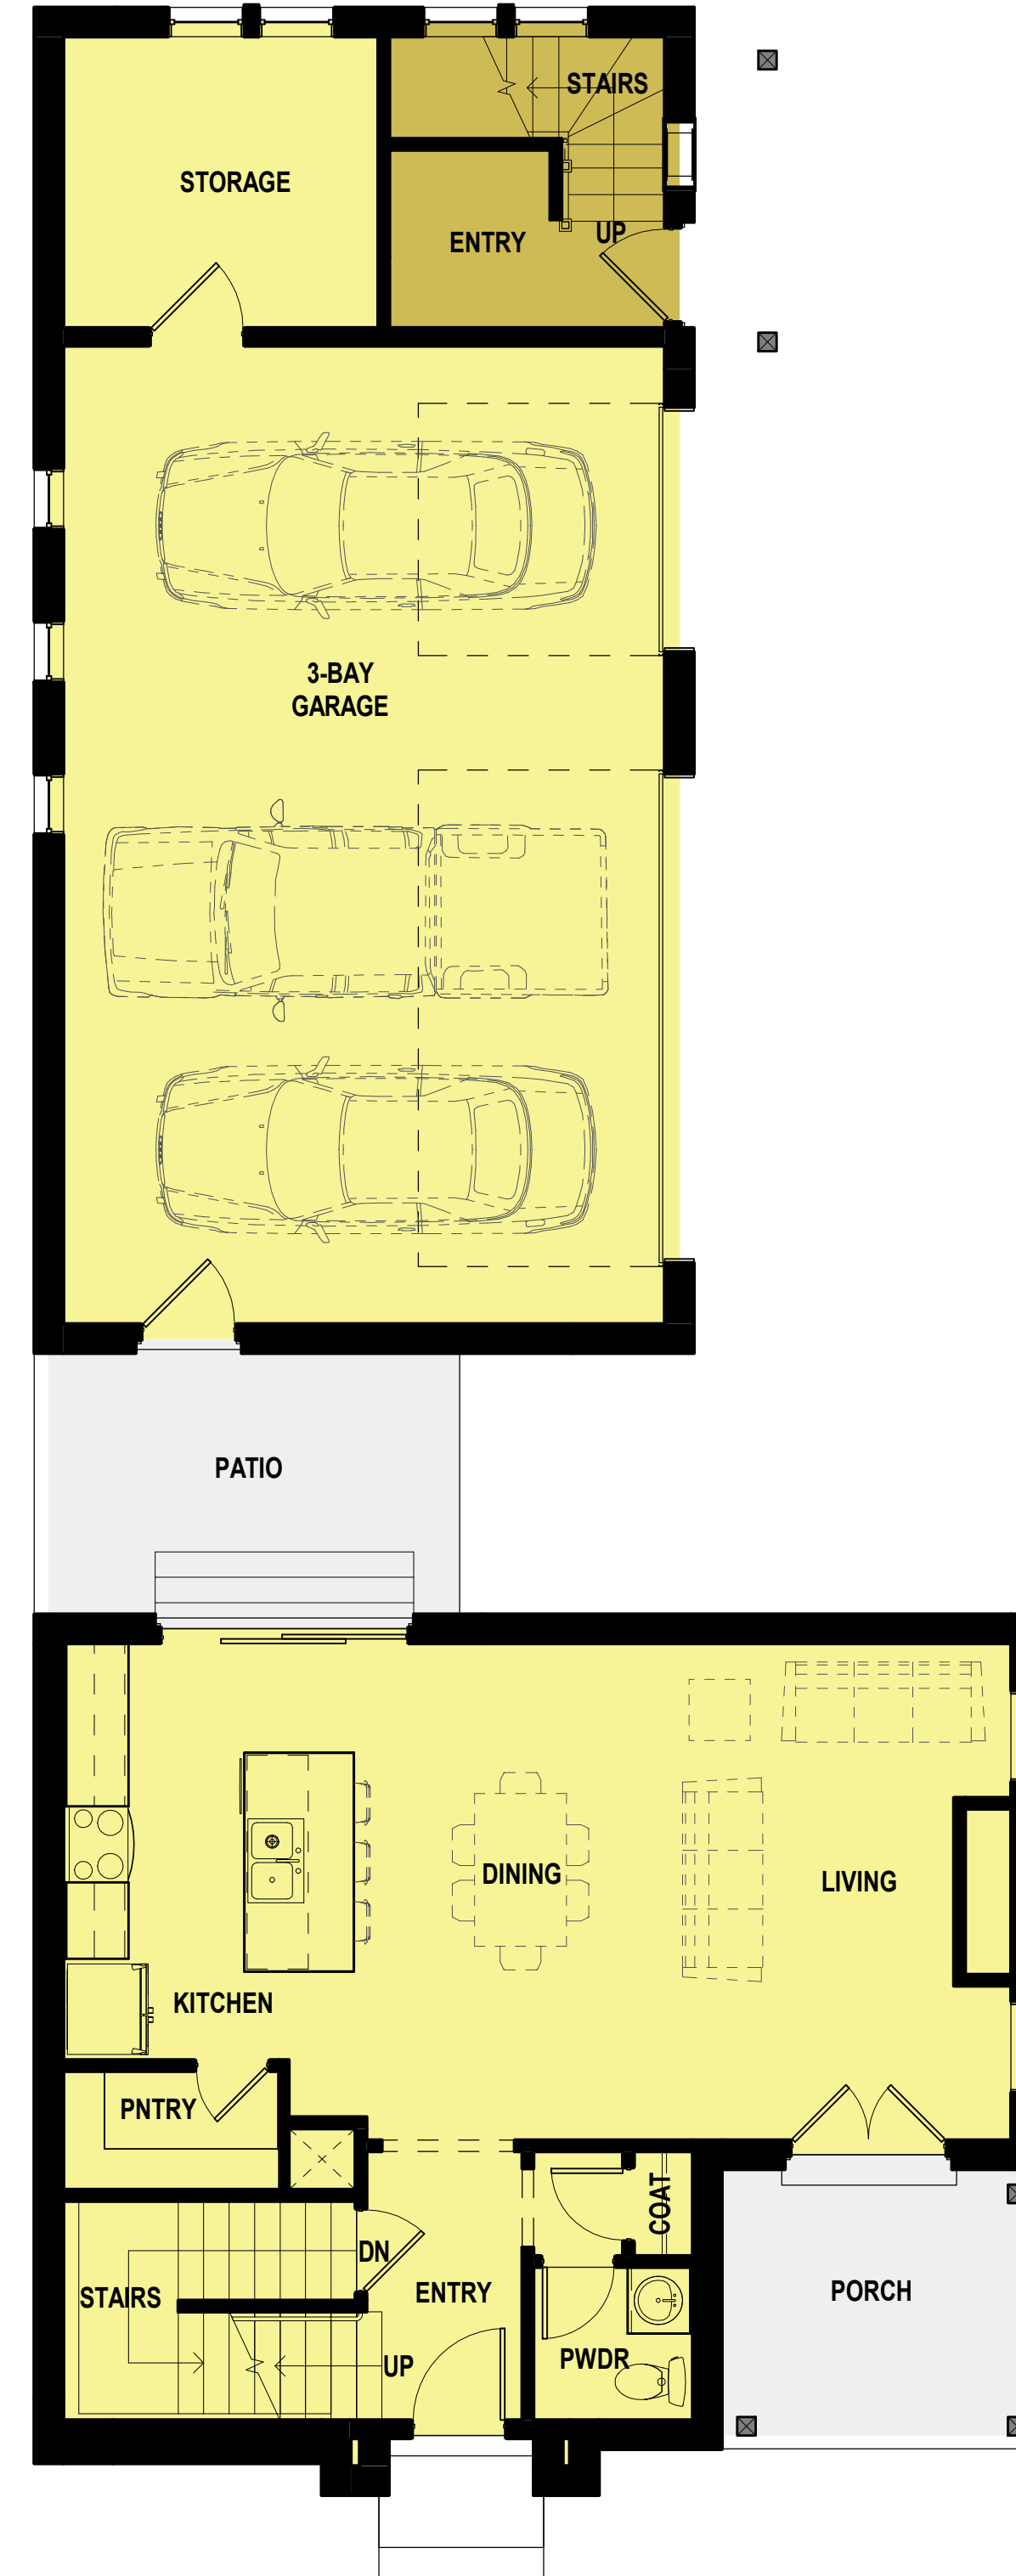 STAIRS
STORAGE
ENTRY
UP
3-BAY
GARAGE
PATIO
DINING
LIVING
KITCHEN
PNTRY
COAT
DN
STAIRS
ENTRY
PORCH
PWDR
UP